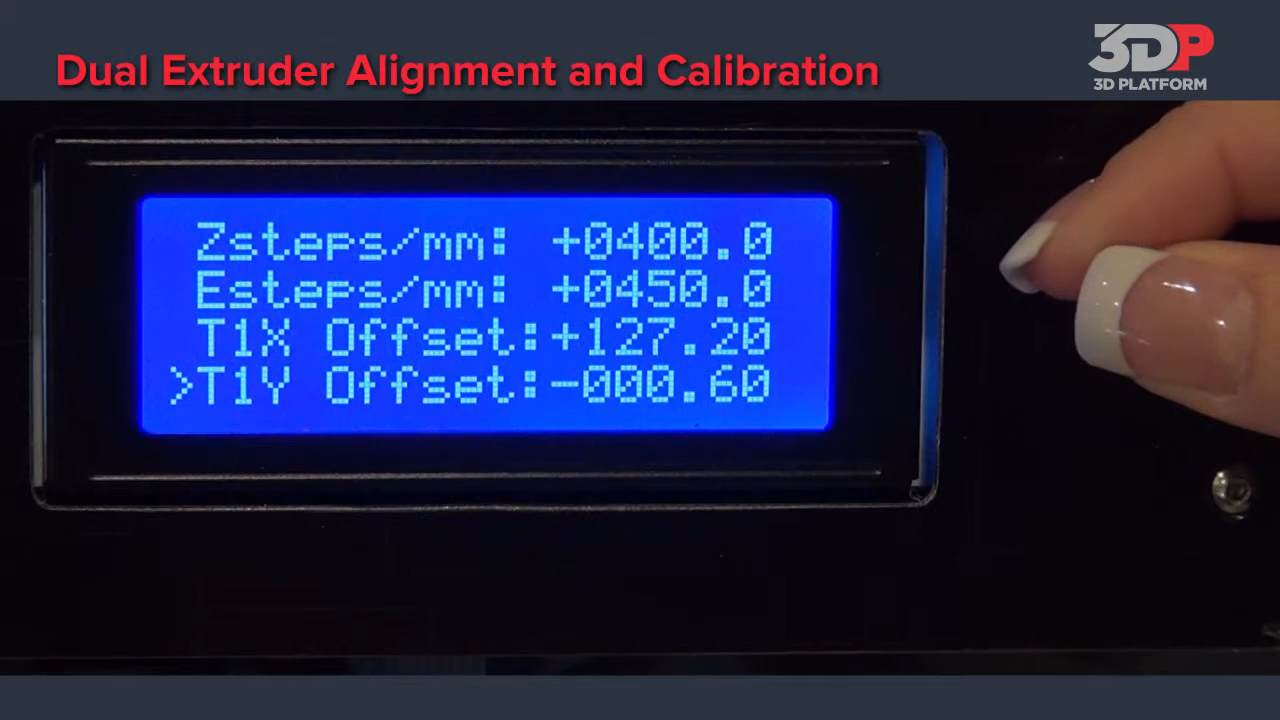 Dual Extruder Alignment and Calibration
3DP
3D PLATFORM
Zsteps/mm: +0400.0
Esteps/mm: +0450.0
T1X Offset:+127.20
>T1Y Offset:-000.60